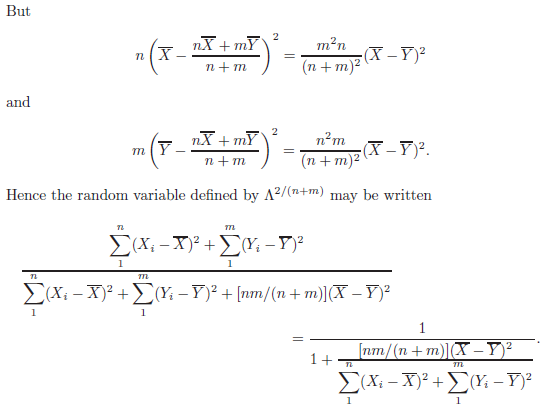 But
$$n\left(\overline{X} - \frac{n\overline{X} + m\overline{Y}}{n+m}\right)^2 = \frac{m^2 n}{(n+m)^2}(\overline{X} - \overline{Y})^2$$
and
$$m\left(\overline{Y} - \frac{n\overline{X} + m\overline{Y}}{n+m}\right)^2 = \frac{n^2 m}{(n+m)^2}(\overline{X} - \overline{Y})^2.$$
Hence the random variable defined by $\Lambda^{2/(n+m)}$ may be written
$$\frac{\sum_1^n (X_i - \overline{X})^2 + \sum_1^m (Y_i - \overline{Y})^2}{\sum_1^n (X_i - \overline{X})^2 + \sum_1^m (Y_i - \overline{Y})^2 + [nm/(n+m)](\overline{X} - \overline{Y})^2}$$
$$= \frac{1}{1 + \frac{[nm/(n+m)](\overline{X} - \overline{Y})^2}{\sum_1^n (X_i - \overline{X})^2 + \sum_1^m (Y_i - \overline{Y})^2}}.$$